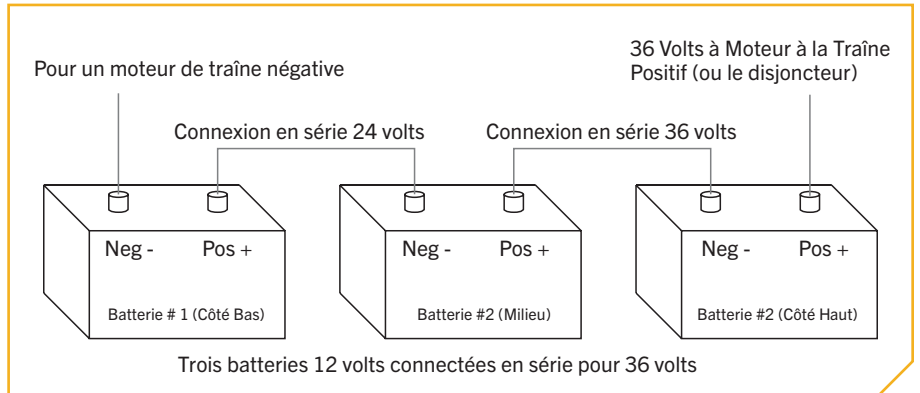 36 Volts à Moteur à la Traîne
Positif (ou le disjoncteur)
Pour un moteur de traîne négative
Connexion en série 24 volts
Connexion en série 36 volts
Neg -
Pos +
Neg -
Pos +
Neg -
Pos +
Batterie # 1 (Côté Bas)
Batterie #2 (Milieu)
Batterie #2 (Côté Haut)
Trois batteries 12 volts connectées en série pour 36 volts